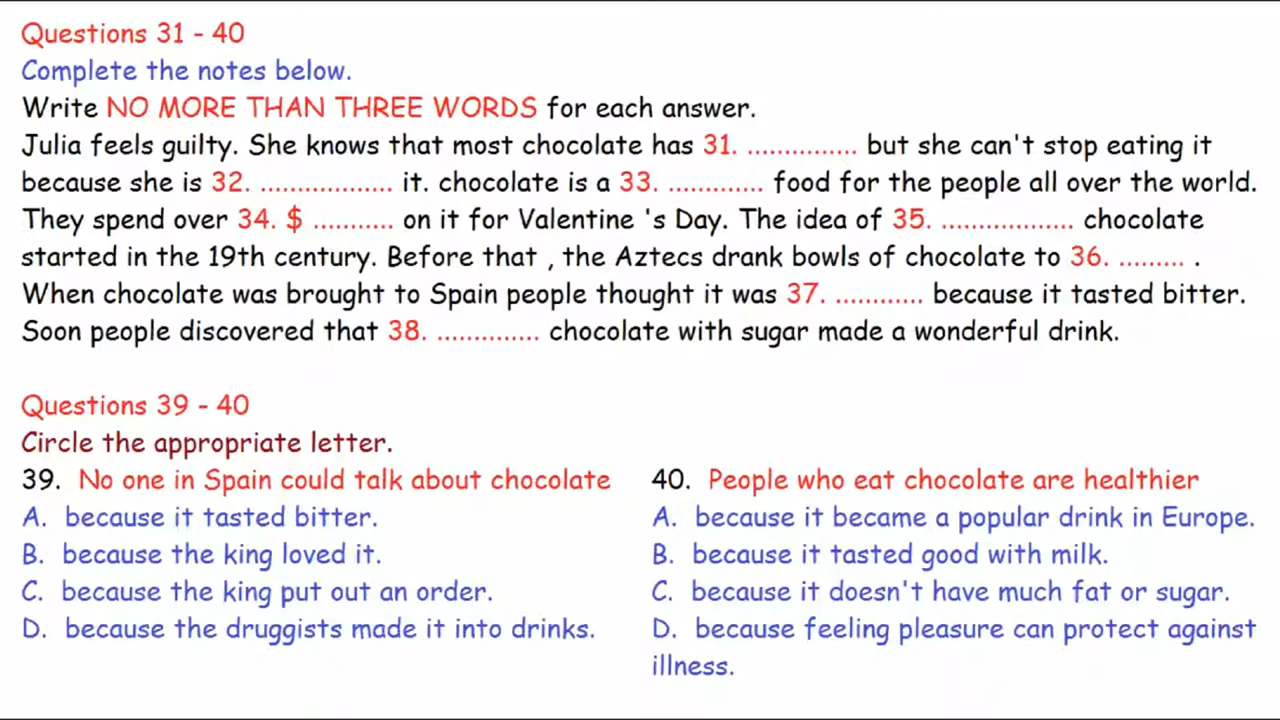 Questions 31 - 40
Complete the notes below.
Write NO MORE THAN THREE WORDS for each answer.
Julia feels guilty. She knows that most chocolate has 31. ............... but she can't stop eating it
because she is 32. .................. it. chocolate is a 33. ............. food for the people all over the world.
They spend over 34. $ ........... on it for Valentine 's Day. The idea of 35. .................. chocolate
started in the 19th century. Before that , the Aztecs drank bowls of chocolate to 36. ......... .
When chocolate was brought to Spain people thought it was 37. ............ because it tasted bitter.
Soon people discovered that 38. .............. chocolate with sugar made a wonderful drink.
Questions 39 - 40
Circle the appropriate letter.
39. No one in Spain could talk about chocolate
A. because it tasted bitter.
B. because the king loved it.
C. because the king put out an order.
D. because the druggists made it into drinks.
40. People who eat chocolate are healthier
A. because it became a popular drink in Europe.
B. because it tasted good with milk.
C. because it doesn't have much fat or sugar.
D. because feeling pleasure can protect against
illness.